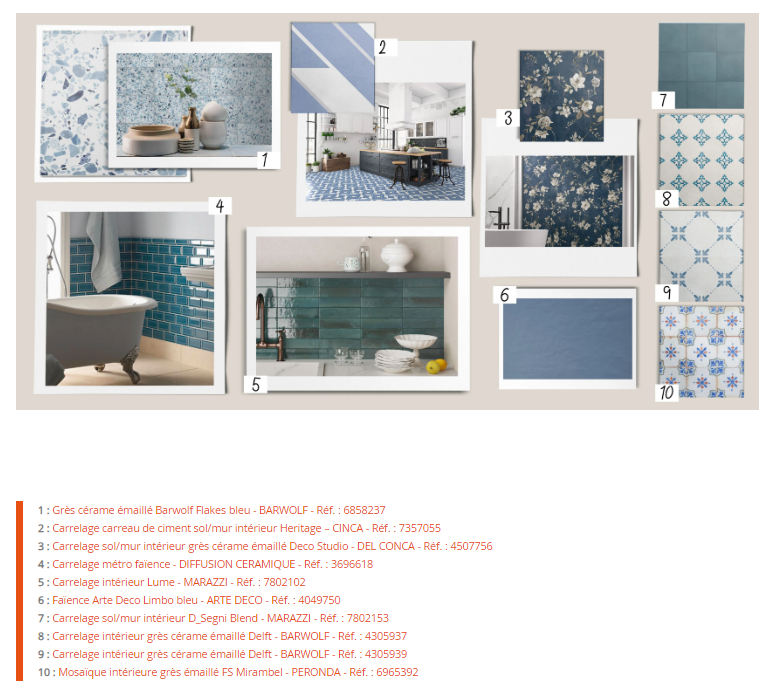 1
2
3
4
5
6
7
8
9
10
1 : Grès cérame émaillé Barwolf Flakes bleu - BARWOLF - Réf. : 6858237
2 : Carrelage carreau de ciment sol/mur intérieur Heritage – CINCA - Réf. : 7357055
3 : Carrelage sol/mur intérieur grès cérame émaillé Deco Studio - DEL CONCA - Réf. : 4507756
4 : Carrelage métro faïence - DIFFUSION CERAMIQUE - Réf. : 3696618
5 : Carrelage intérieur Lume - MARAZZI - Réf. : 7802102
6 : Faïence Arte Deco Limbo bleu - ARTE DECO - Réf. : 4049750
7 : Carrelage sol/mur intérieur D_Segni Blend - MARAZZI - Réf. : 7802153
8 : Carrelage intérieur grès cérame émaillé Delft - BARWOLF - Réf. : 4305937
9 : Carrelage intérieur grès cérame émaillé Delft - BARWOLF - Réf. : 4305939
10 : Mosaïque intérieure grès émaillé FS Mirambel - PERONDA - Réf. : 6965392